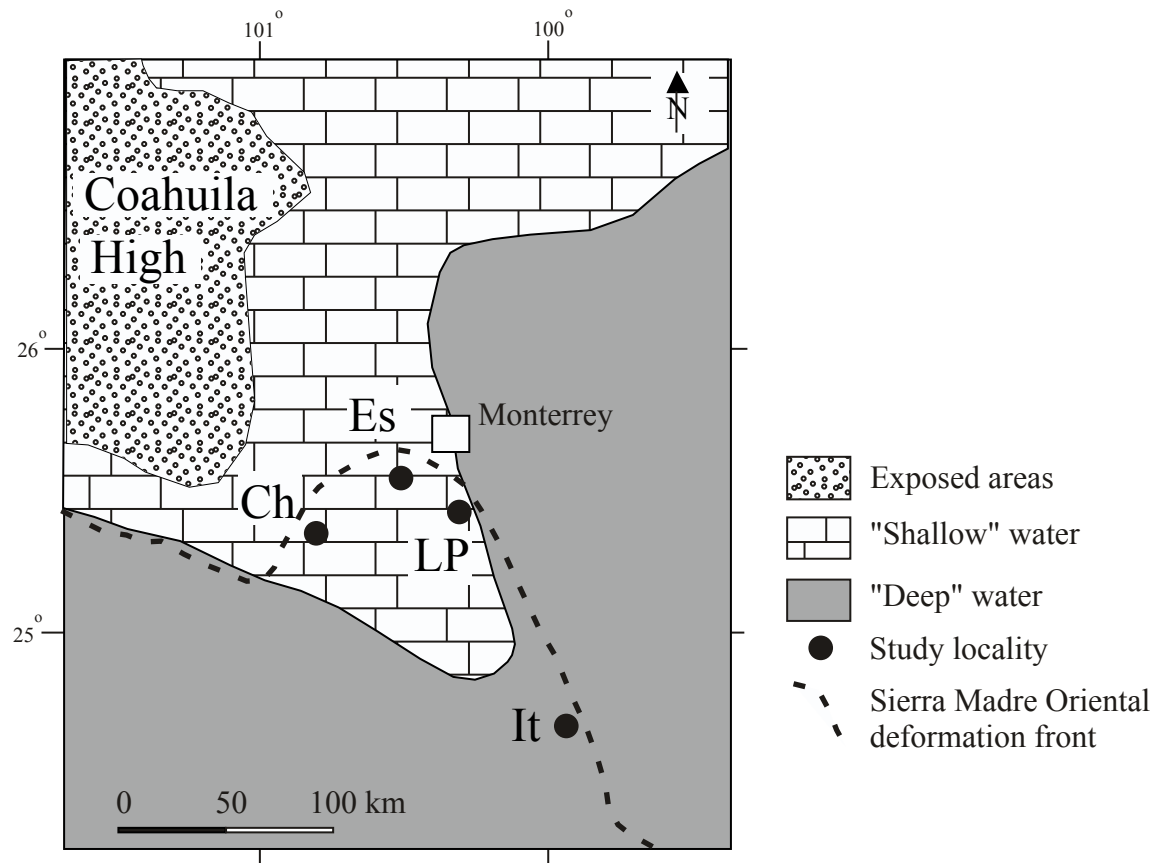 101°
100°
N
Coahuila
High
26°
Es
Monterrey
Ch
LP
25°
It
0 50 100 km
Exposed areas
"Shallow" water
"Deep" water
Study locality
Sierra Madre Oriental
deformation front